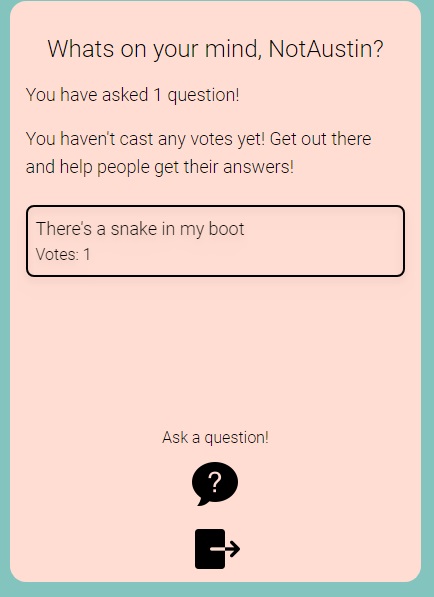 Whats on your mind, NotAustin?
You have asked 1 question!
You haven't cast any votes yet! Get out there
and help people get their answers!
There's a snake in my boot
Votes: 1
Ask a question!
?